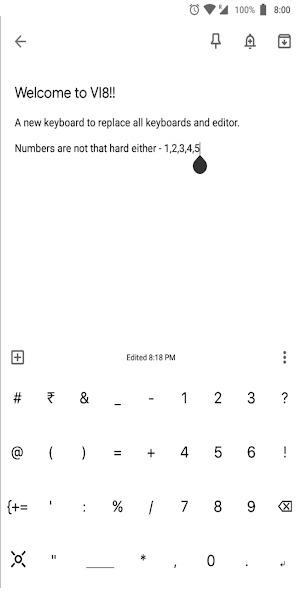 100% 8:00
Welcome to VI8!!
A new keyboard to replace all keyboards and editor.
Numbers are not that hard either - 1,2,3,4,5
Edited 8:18 PM
# ₹ & _ - 1 2 3 ?
@ ( ) = + 4 5 6 !
{+= ' : % / 7 8 9
" * , 0 .